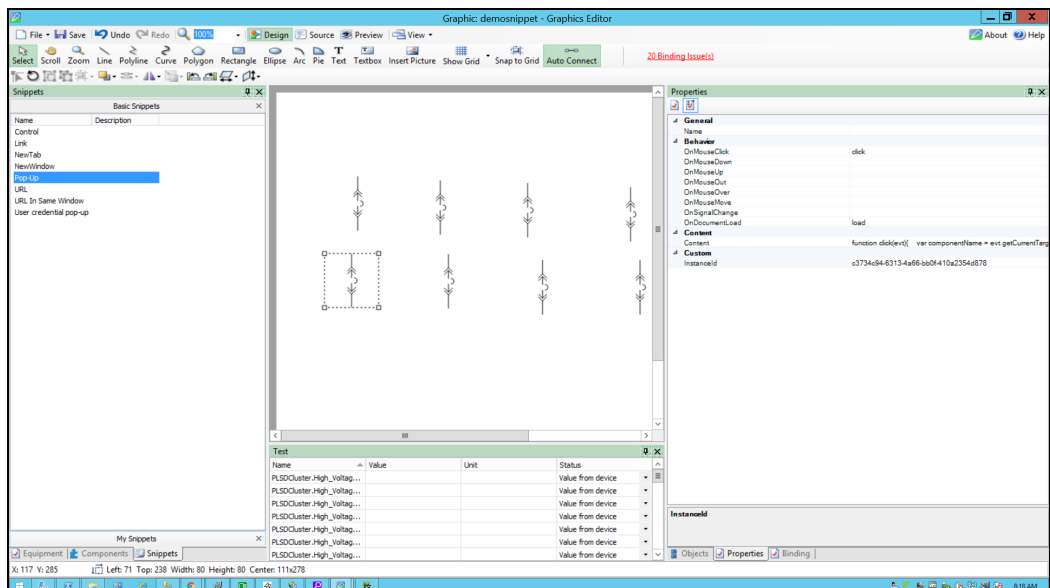 Graphic: demosnippet - Graphics Editor
File Save Undo Redo 100% Design Source Preview View About Help
Select Scroll Zoom Line Polyline Curve Polygon Rectangle Ellipse Arc Pie Text Textbox Insert Picture Show Grid Snap to Grid Auto Connect 20 Binding Issue(s)
Snippets
Basic Snippets
Name Description
Control
Link
NewTab
NewWindow
Pop-Up
URL
URL In Same Window
User credential pop-up
My Snippets
Equipment Components Snippets
Test
Name Value Unit Status
PLSDCluster.High_Voltag... Value from device
PLSDCluster.High_Voltag... Value from device
PLSDCluster.High_Voltag... Value from device
PLSDCluster.High_Voltag... Value from device
PLSDCluster.High_Voltag... Value from device
PLSDCluster.High_Voltag... Value from device
PLSDCluster.High_Voltag... Value from device
Properties
General
Name
Behavior
OnMouseClick click
OnMouseDown
OnMouseUp
OnMouseOut
OnMouseOver
OnMouseMove
OnSignalChange
OnDocumentLoad load
Content
Content function click(evt){ var componentName = evt.getCurrentTarg
Custom
InstanceId c3734c94-6313-4a66-bb0f-410a2354d878
InstanceId
Objects Properties Binding
X: 117 Y: 285 Left: 71 Top: 238 Width: 80 Height: 80 Center: 111x278
8:18 AM